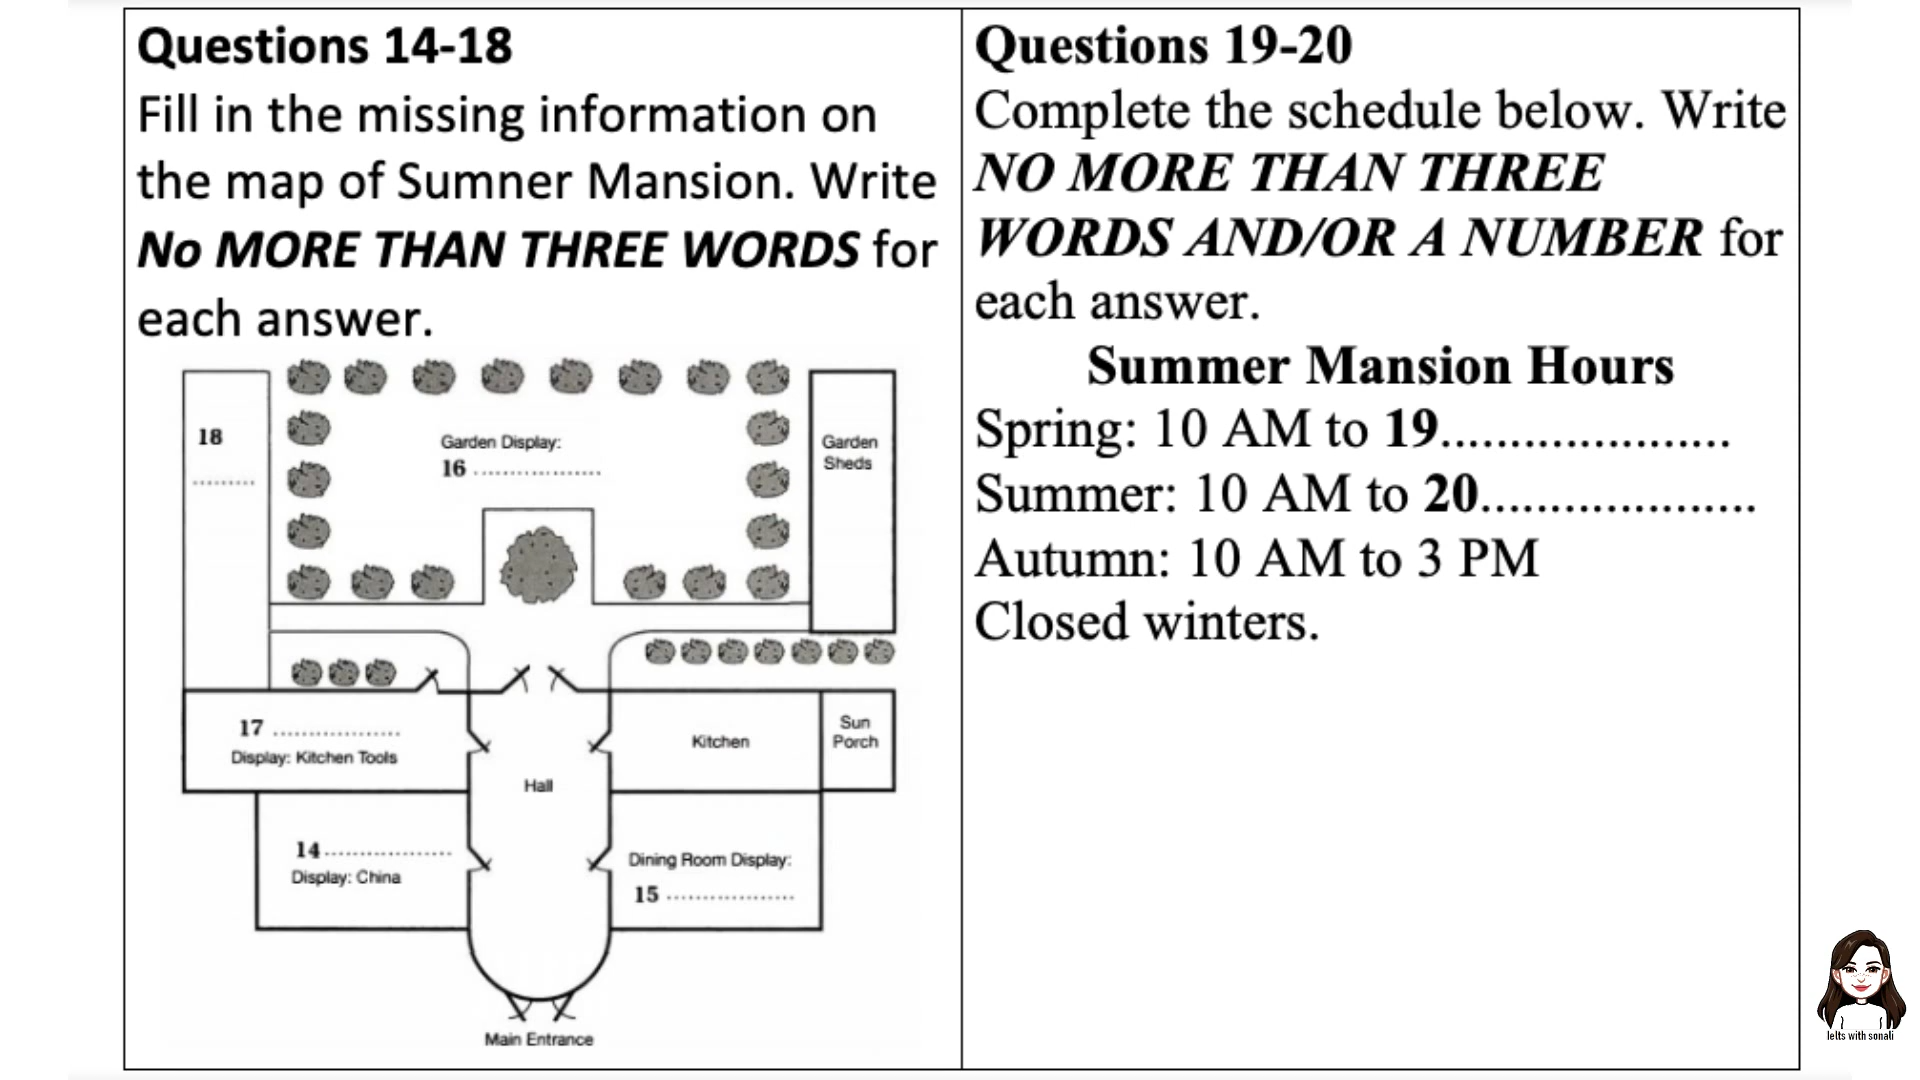 Questions 14-18
Fill in the missing information on
the map of Sumner Mansion. Write
No MORE THAN THREE WORDS for
each answer.
18
.........
Garden Display:
16 ..................
Garden
Sheds
17 ..................
Display: Kitchen Tools
Kitchen
Sun
Porch
Hall
14..................
Display: China
Dining Room Display:
15 ..................
Main Entrance
Questions 19-20
Complete the schedule below. Write
NO MORE THAN THREE
WORDS AND/OR A NUMBER for
each answer.
Summer Mansion Hours
Spring: 10 AM to 19.....................
Summer: 10 AM to 20....................
Autumn: 10 AM to 3 PM
Closed winters.
Ielts with sonali